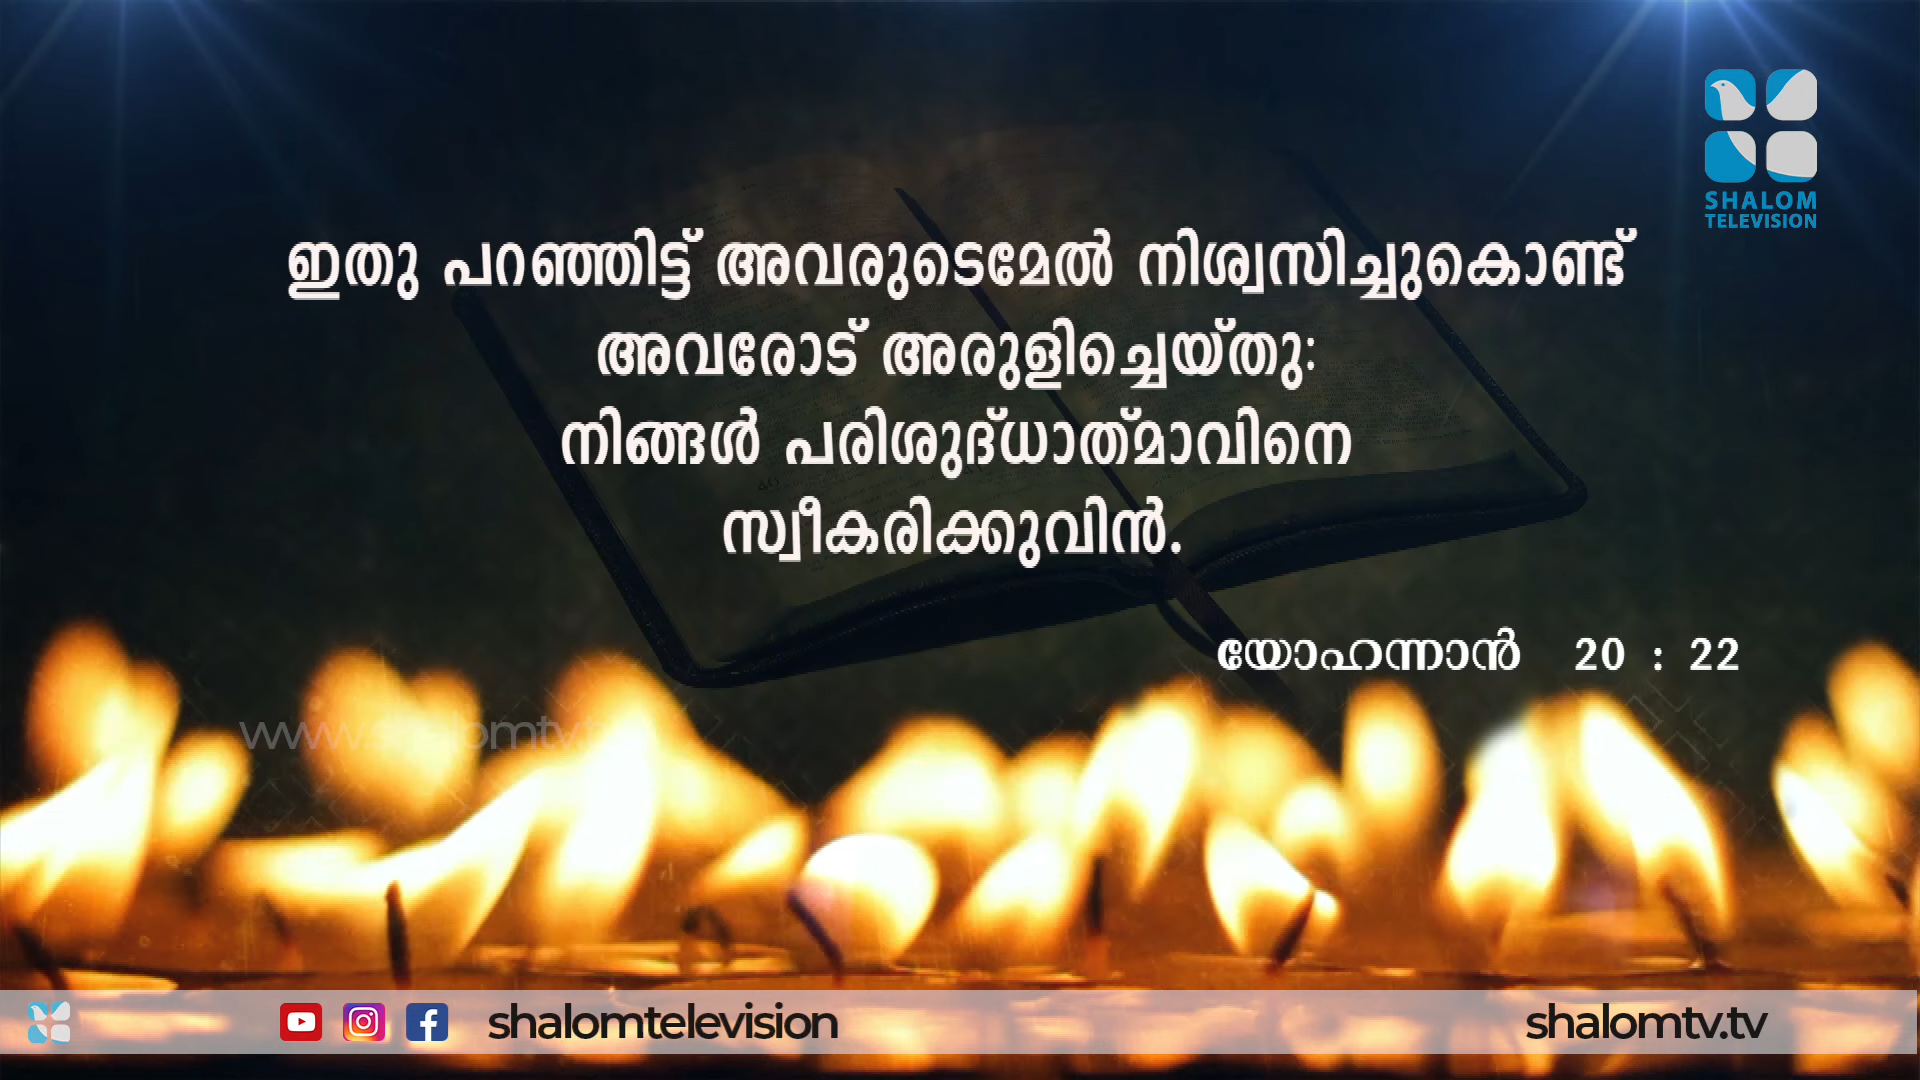 SHALOM
TELEVISION
ഇതു പറഞ്ഞിട്ട് അവരുടെമേൽ നിശ്വസിച്ചുകൊണ്ട്
അവരോട് അരുളിച്ചെയ്തു:
നിങ്ങൾ പരിശുദ്ധാത്മാവിനെ
സ്വീകരിക്കുവിൻ.
യോഹന്നാൻ 20 : 22
shalomtelevision
shalomtv.tv